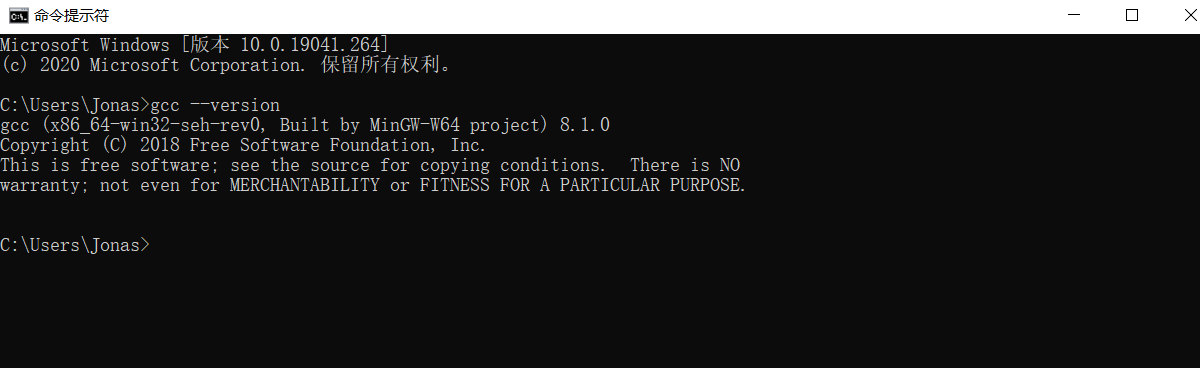 命令提示符
Microsoft Windows [版本 10.0.19041.264]
(c) 2020 Microsoft Corporation. 保留所有权利。
C:\Users\Jonas>gcc --version
gcc (x86_64-win32-seh-rev0, Built by MinGW-W64 project) 8.1.0
Copyright (C) 2018 Free Software Foundation, Inc.
This is free software; see the source for copying conditions.  There is NO
warranty; not even for MERCHANTABILITY or FITNESS FOR A PARTICULAR PURPOSE.
C:\Users\Jonas>